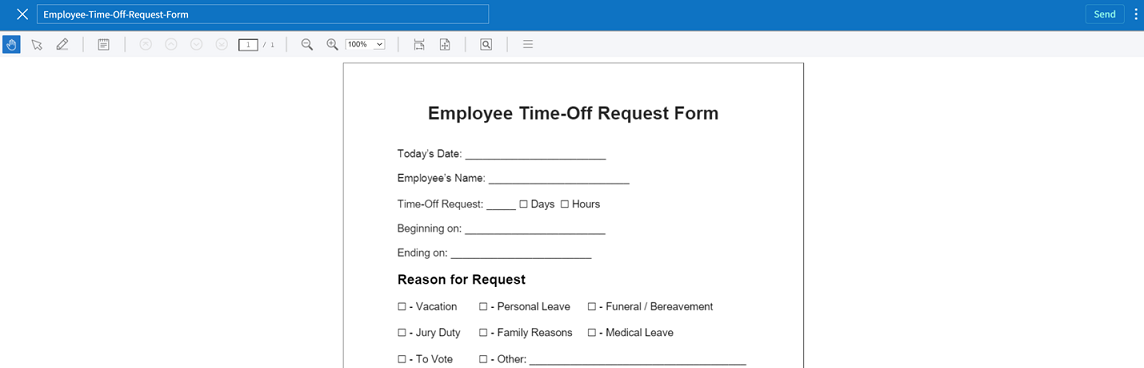 Employee-Time-Off-Request-Form
Send
1 / 1
100%
Employee Time-Off Request Form
Today's Date: ________________________
Employee's Name: ________________________
Time-Off Request: _____ ☐ Days ☐ Hours
Beginning on: ________________________
Ending on: ________________________
Reason for Request
☐ - Vacation ☐ - Personal Leave ☐ - Funeral / Bereavement
☐ - Jury Duty ☐ - Family Reasons ☐ - Medical Leave
☐ - To Vote ☐ - Other: _____________________________________